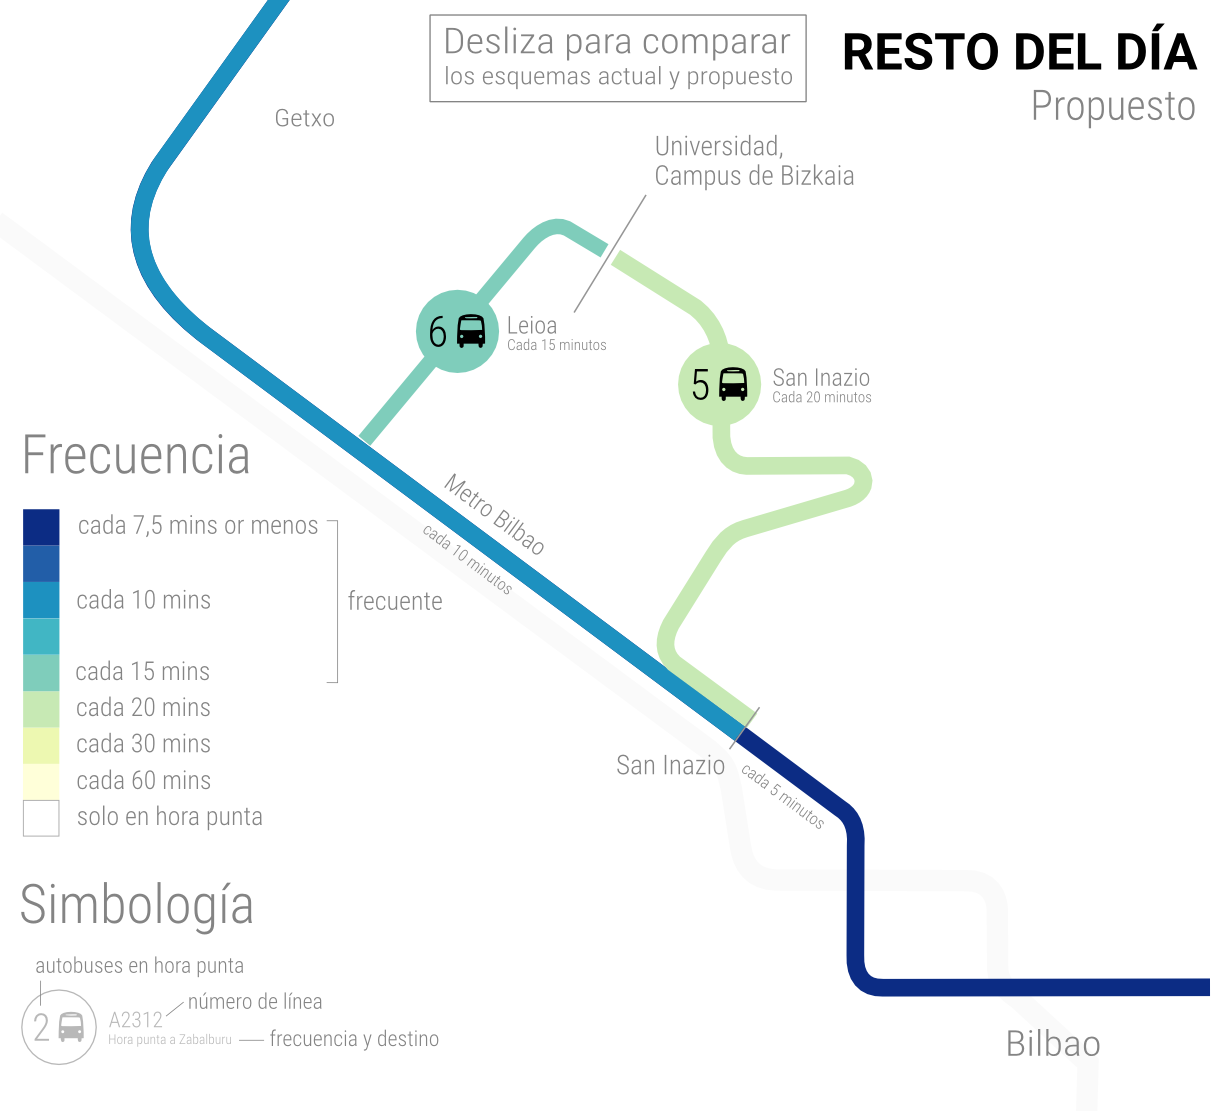 Desliza para comparar
los esquemas actual y propuesto
RESTO DEL DÍA
Propuesto
Getxo
Universidad,
Campus de Bizkaia
6
Leioa
Cada 15 minutos
5
San Inazio
Cada 20 minutos
Metro Bilbao
cada 10 minutos
San Inazio
cada 5 minutos
Bilbao
Frecuencia
cada 7,5 mins or menos
cada 10 mins
frecuente
cada 15 mins
cada 20 mins
cada 30 mins
cada 60 mins
solo en hora punta
Simbología
autobuses en hora punta
número de línea
2
A2312
Hora punta a Zabalburu
frecuencia y destino